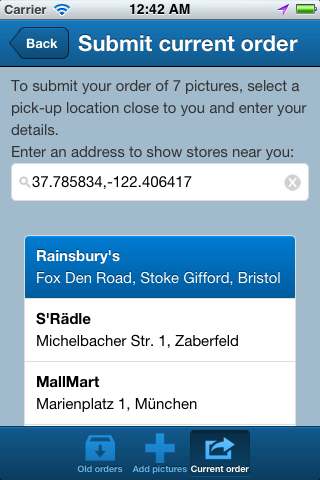 Carrier 12:42 AM
Back Submit current order
To submit your order of 7 pictures, select a
pick-up location close to you and enter your
details.
Enter an address to show stores near you:
37.785834,-122.406417
Rainsbury's
Fox Den Road, Stoke Gifford, Bristol
S'Rädle
Michelbacher Str. 1, Zaberfeld
MallMart
Marienplatz 1, München
Old orders Add pictures Current order